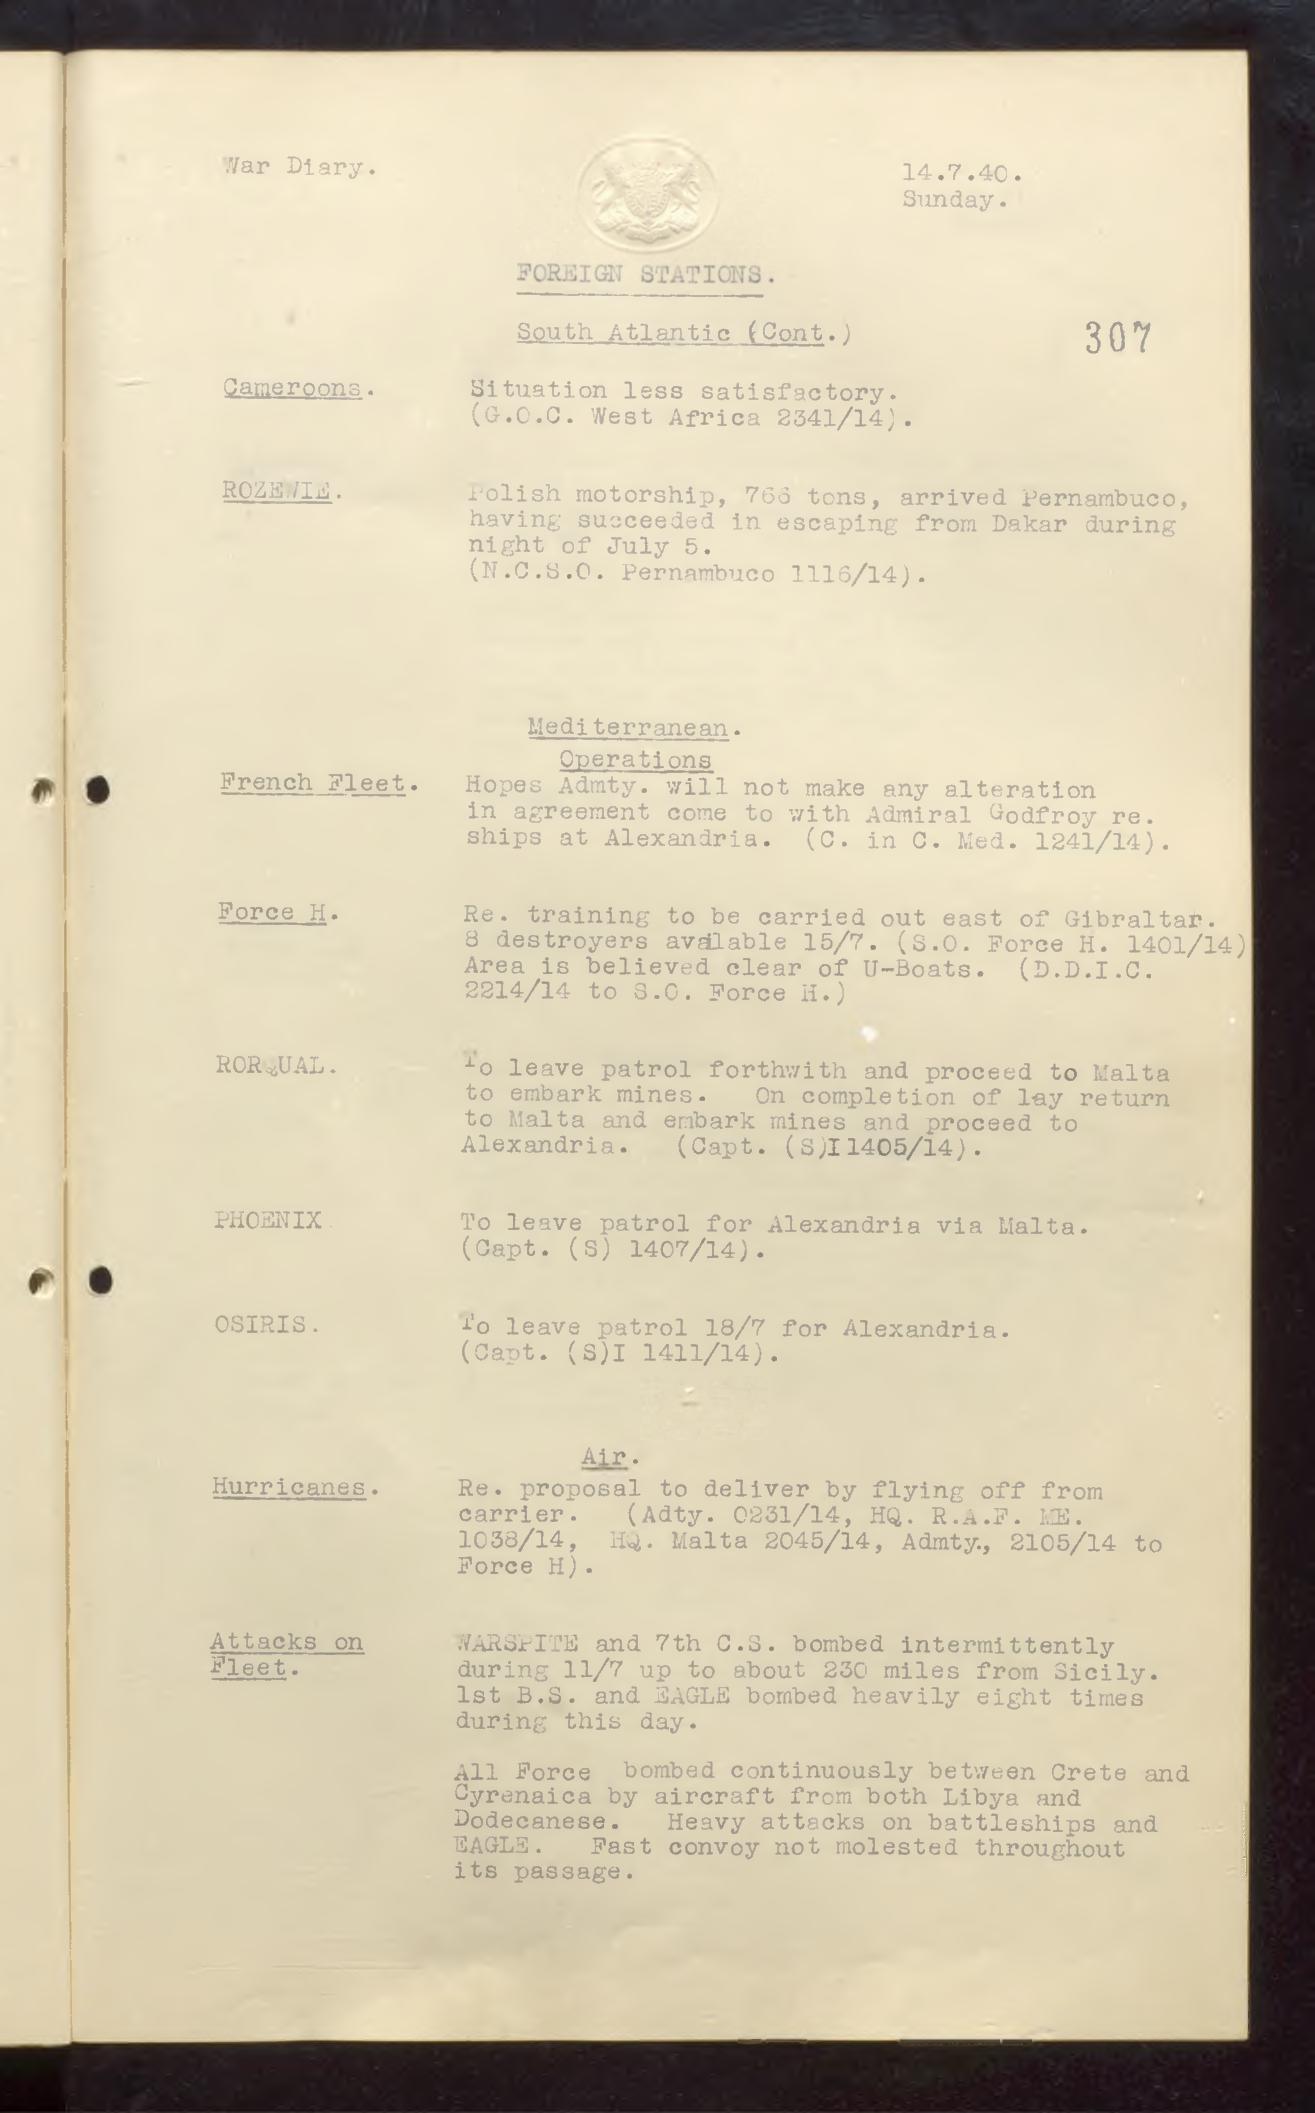 War Diary.
14.7.40.
Sunday.
FOREIGN STATIONS.
South Atlantic (Cont.)
307
Cameroons.
Situation less satisfactory.
(G.O.C. West Africa 2341/14).
ROZEWIE.
Polish motorship, 766 tons, arrived Pernambuco,
having succeeded in escaping from Dakar during
night of July 5.
(N.C.S.O. Pernambuco 1116/14).
Mediterranean.
Operations
French Fleet.
Hopes Admty. will not make any alteration
in agreement come to with Admiral Godfroy re.
ships at Alexandria. (C. in C. Med. 1241/14).
Force H.
Re. training to be carried out east of Gibraltar.
8 destroyers available 15/7. (S.O. Force H. 1401/14)
Area is believed clear of U-Boats. (D.D.I.C.
2214/14 to S.O. Force H.)
RORQUAL.
To leave patrol forthwith and proceed to Malta
to embark mines. On completion of lay return
to Malta and embark mines and proceed to
Alexandria. (Capt. (S)I 1405/14).
PHOENIX.
To leave patrol for Alexandria via Malta.
(Capt. (S) 1407/14).
OSIRIS.
To leave patrol 18/7 for Alexandria.
(Capt. (S)I 1411/14).
Air.
Hurricanes.
Re. proposal to deliver by flying off from
carrier. (Adty. 0231/14, HQ. R.A.F. ME.
1038/14, HQ. Malta 2045/14, Admty., 2105/14 to
Force H).
Attacks on
Fleet.
WARSPITE and 7th C.S. bombed intermittently
during 11/7 up to about 230 miles from Sicily.
1st B.S. and EAGLE bombed heavily eight times
during this day.
All Force bombed continuously between Crete and
Cyrenaica by aircraft from both Libya and
Dodecanese. Heavy attacks on battleships and
EAGLE. Fast convoy not molested throughout
its passage.